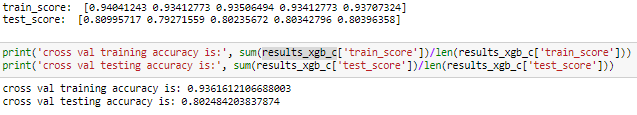 train_score:  [0.94041243 0.93412773 0.93506494 0.93412773 0.93707324]
test_score:  [0.80995717 0.79271559 0.80235672 0.80342796 0.80396358]
print('cross val training accuracy is:', sum(results_xgb_c['train_score'])/len(results_xgb_c['train_score']))
print('cross val testing accuracy is:', sum(results_xgb_c['test_score'])/len(results_xgb_c['test_score']))
cross val training accuracy is: 0.9361612106688003
cross val testing accuracy is: 0.802484203837874